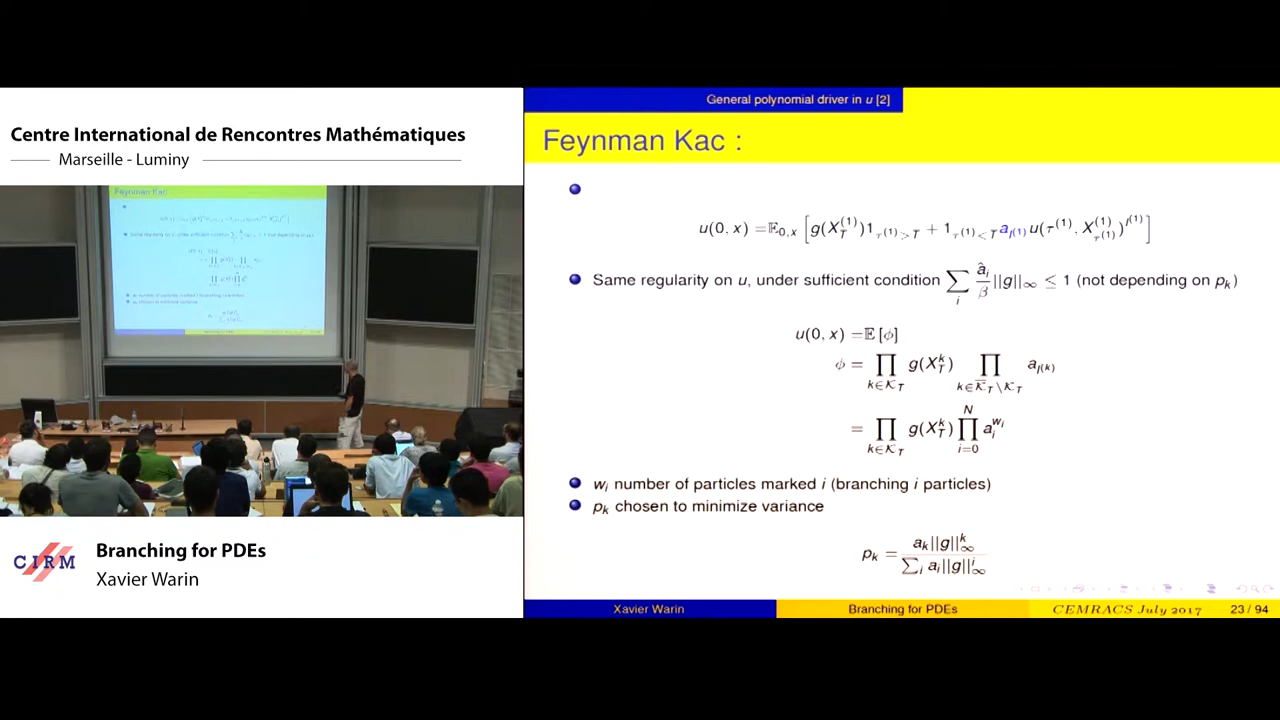 Centre International de Rencontres Mathématiques
Marseille - Luminy
CIRM
Branching for PDEs
Xavier Warin
General polynomial driver in u [2]
Feynman Kac :
u(0, x) = 𝔼_{0,x} [ g(X_T^{(1)}) 1_{τ^{(1)}>T} + 1_{τ^{(1)}<T} a_{I^{(1)}} u(τ^{(1)}, X_{τ^{(1)}}^{(1)})^{I^{(1)}} ]
Same regularity on u, under sufficient condition ∑_i \frac{â_i}{β} ||g||_∞ ≤ 1 (not depending on p_k)
u(0, x) = 𝔼 [ϕ]
ϕ = ∏_{k∈𝒦_T} g(X_T^k) ∏_{k∈\overline{𝒦}_T\𝒦_T} a_{I(k)}
= ∏_{k∈𝒦_T} g(X_T^k) ∏_{i=0}^{N} a_i^{w_i}
w_i number of particles marked i (branching i particles)
p_k chosen to minimize variance
p_k = \frac{a_k||g||_∞^k}{∑_i a_i||g||_∞^i}
Xavier Warin
Branching for PDEs
CEMRACS July 2017
23 / 94